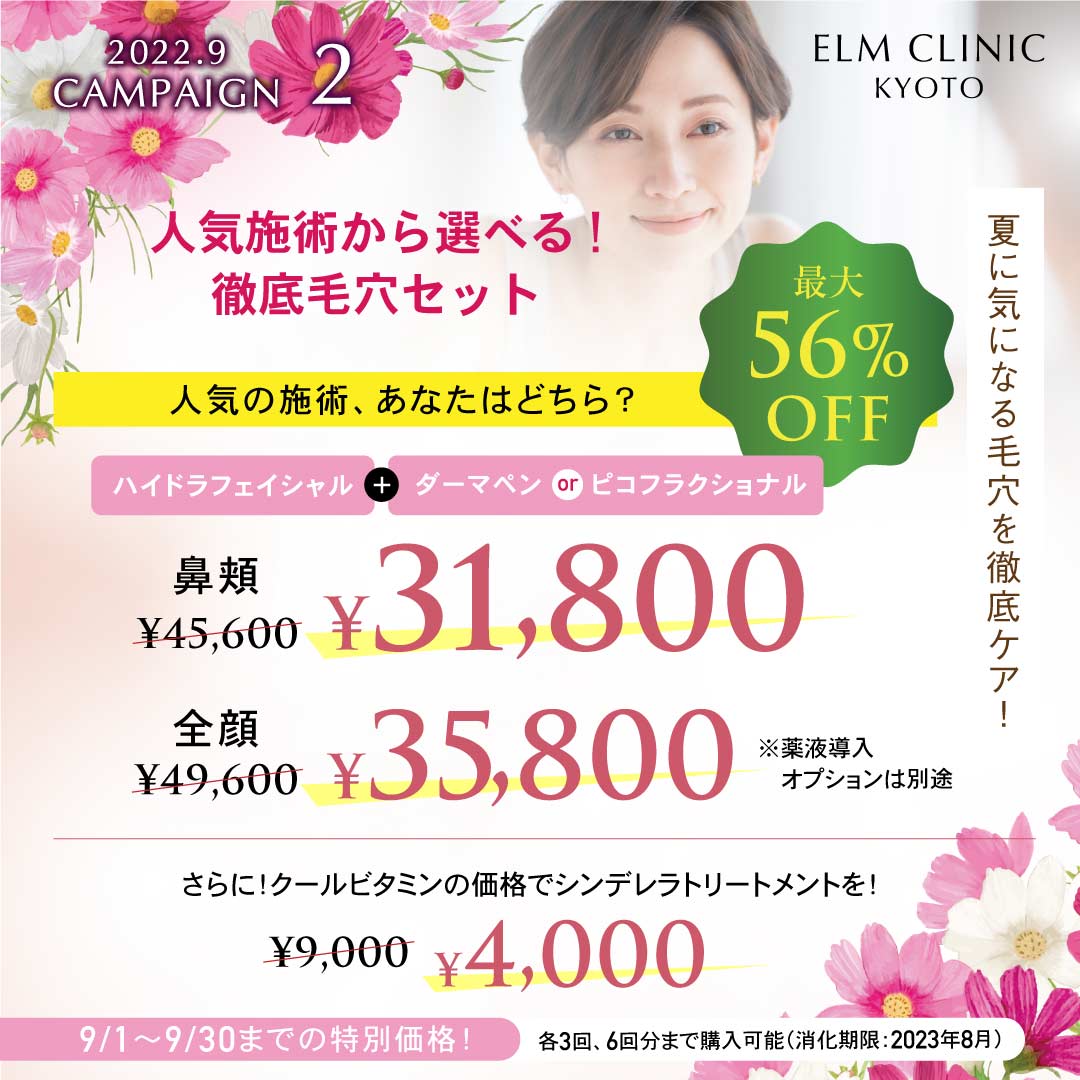 2022.9
CAMPAIGN 2
ELM CLINIC
KYOTO
人気施術から選べる!
徹底毛穴セット
最大
56%
OFF
夏に気になる毛穴を徹底ケア!
人気の施術、あなたはどちら?
ハイドラフェイシャル + ダーマペン or ピコフラクショナル
鼻頬
¥45,600 ¥31,800
全顔
¥49,600 ¥35,800
※薬液導入
オプションは別途
さらに!クールビタミンの価格でシンデレラトリートメントを!
¥9,000 ¥4,000
9/1〜9/30までの特別価格!
各3回、6回分まで購入可能(消化期限:2023年8月)